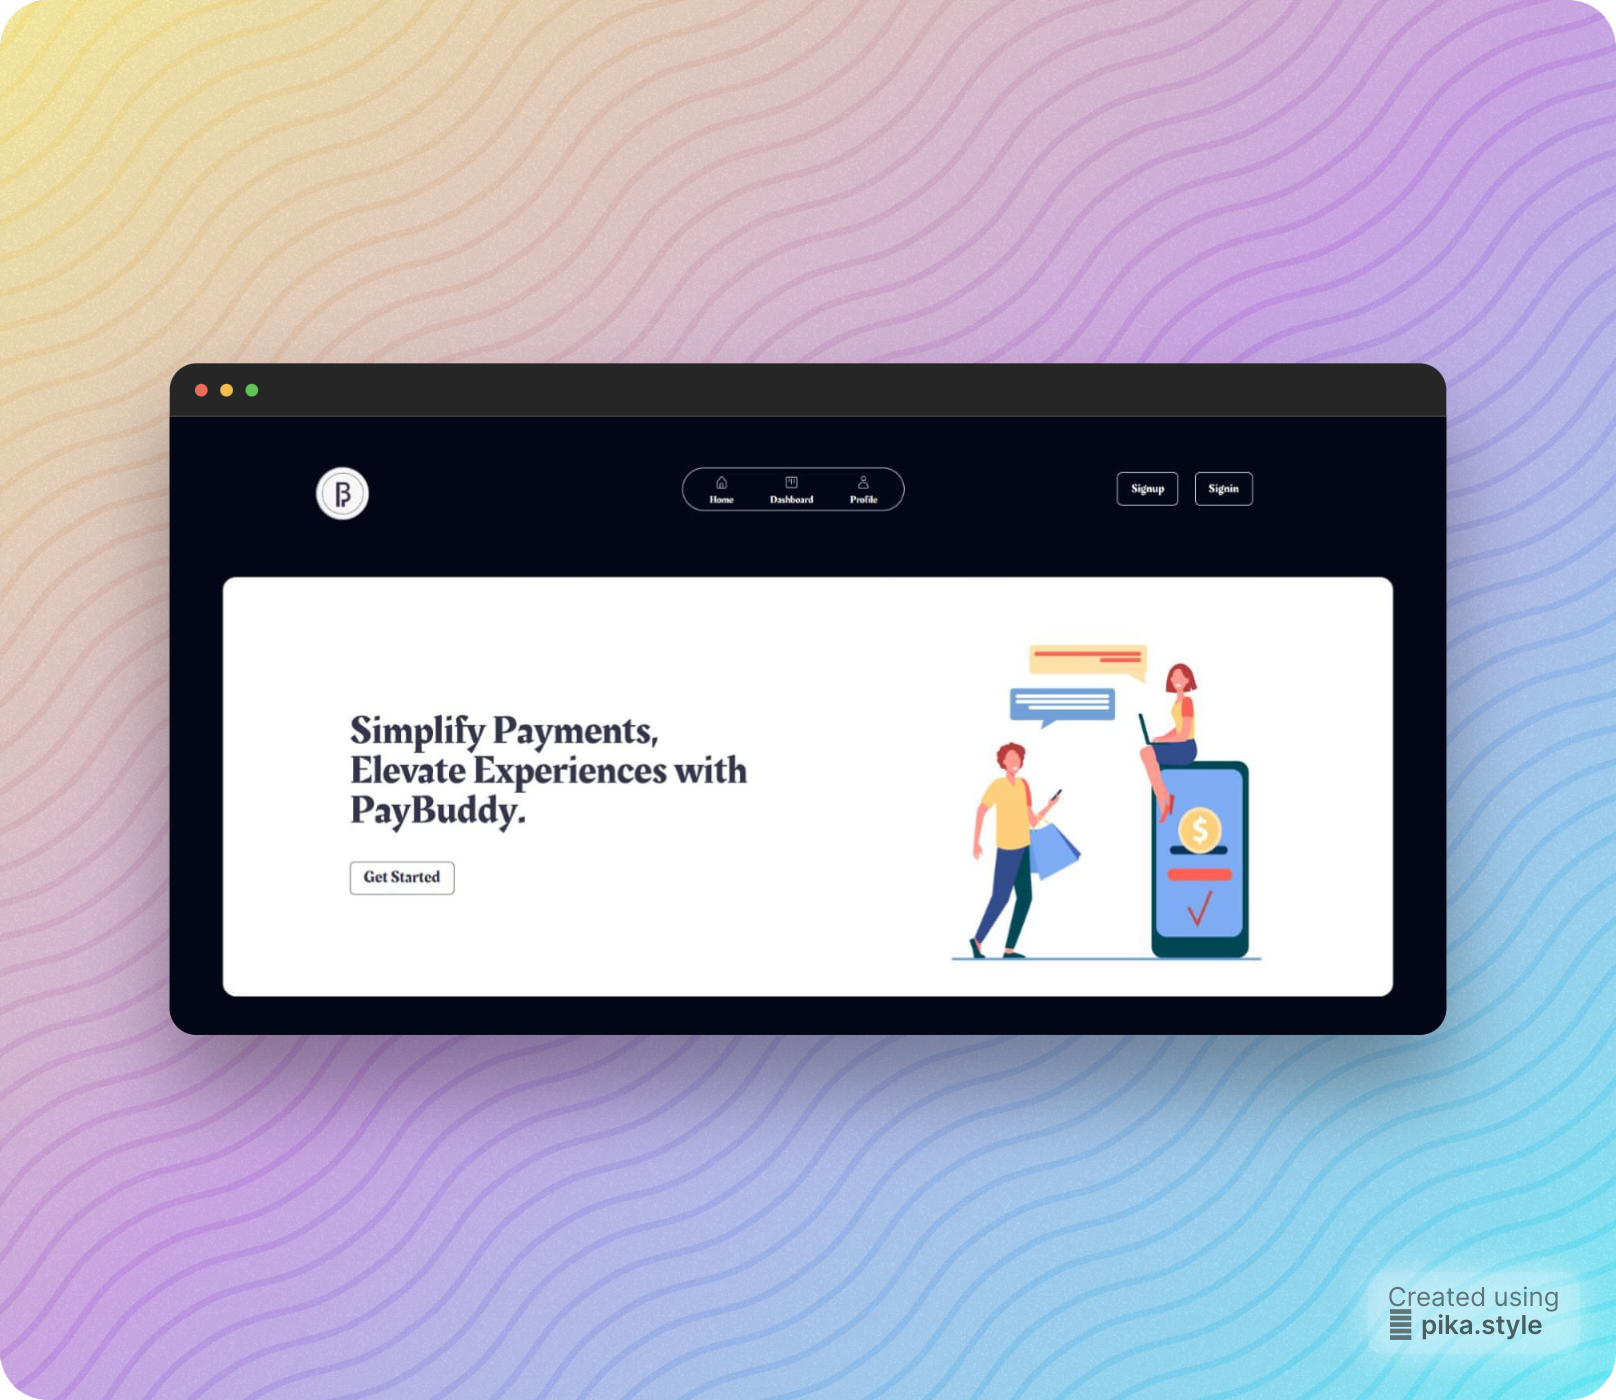 Home Dashboard Profile
Signup Signin
Simplify Payments,
Elevate Experiences with
PayBuddy.
Get Started
$
Created using
pika.style